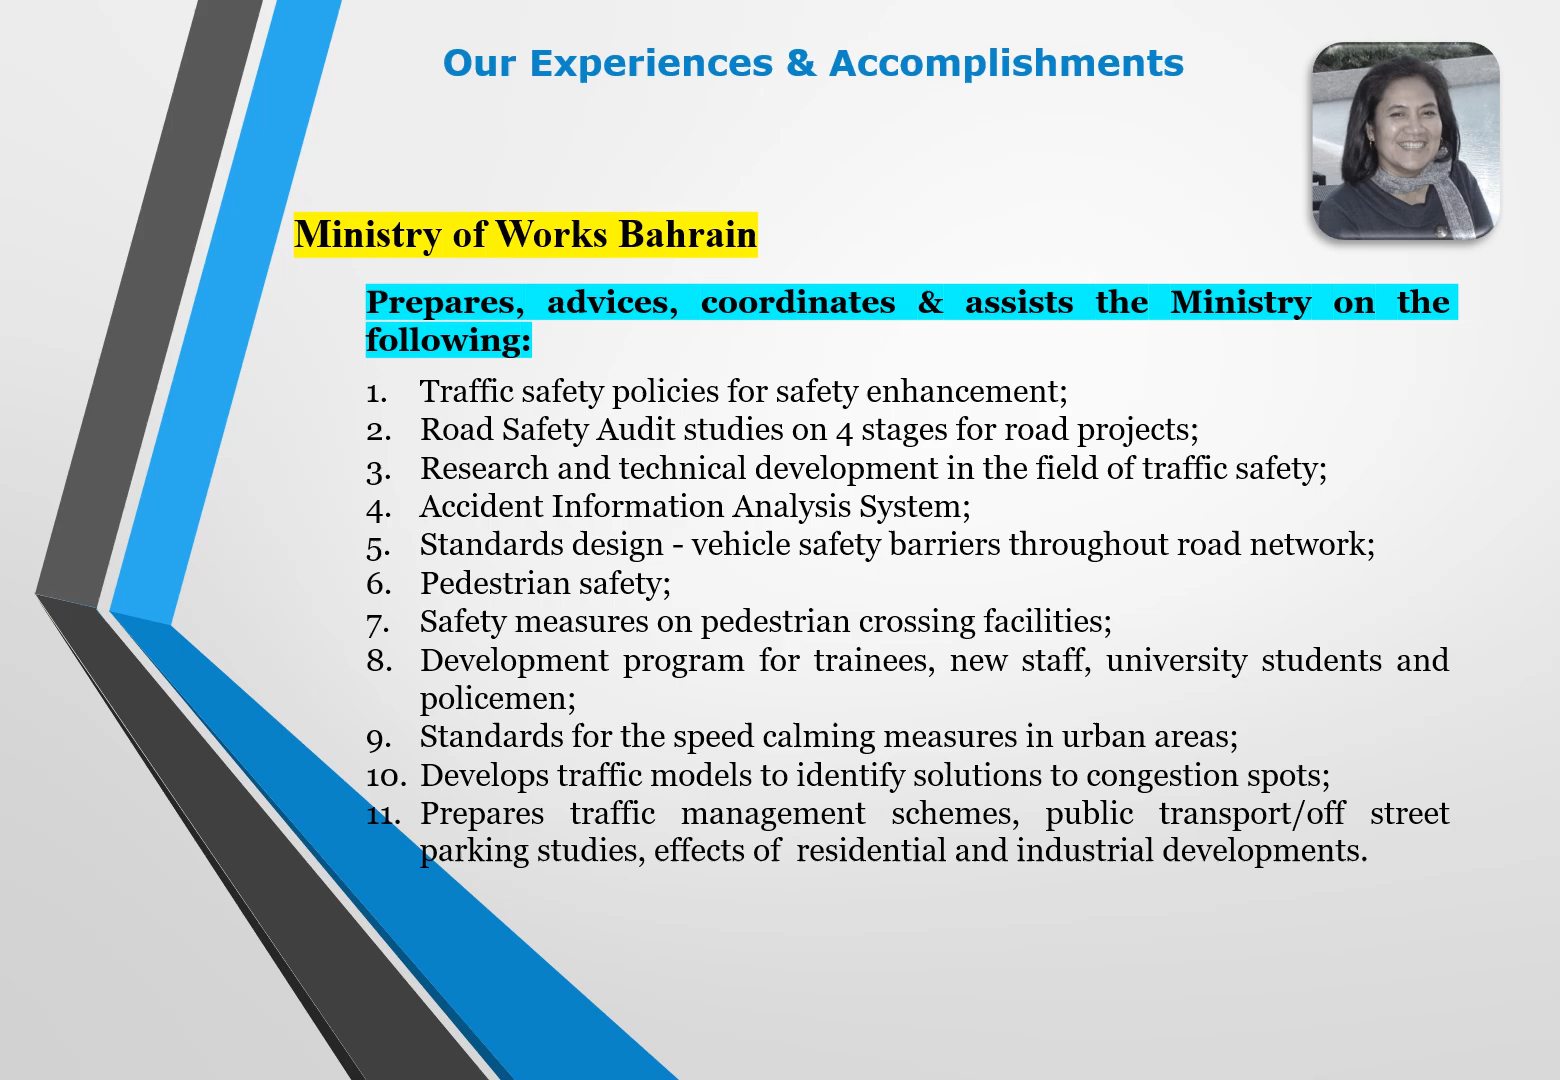 Our Experiences & Accomplishments
Ministry of Works Bahrain
Prepares, advices, coordinates & assists the Ministry on the
following:
1. Traffic safety policies for safety enhancement;
2. Road Safety Audit studies on 4 stages for road projects;
3. Research and technical development in the field of traffic safety;
4. Accident Information Analysis System;
5. Standards design - vehicle safety barriers throughout road network;
6. Pedestrian safety;
7. Safety measures on pedestrian crossing facilities;
8. Development program for trainees, new staff, university students and
policemen;
9. Standards for the speed calming measures in urban areas;
10. Develops traffic models to identify solutions to congestion spots;
11. Prepares traffic management schemes, public transport/off street
parking studies, effects of  residential and industrial developments.